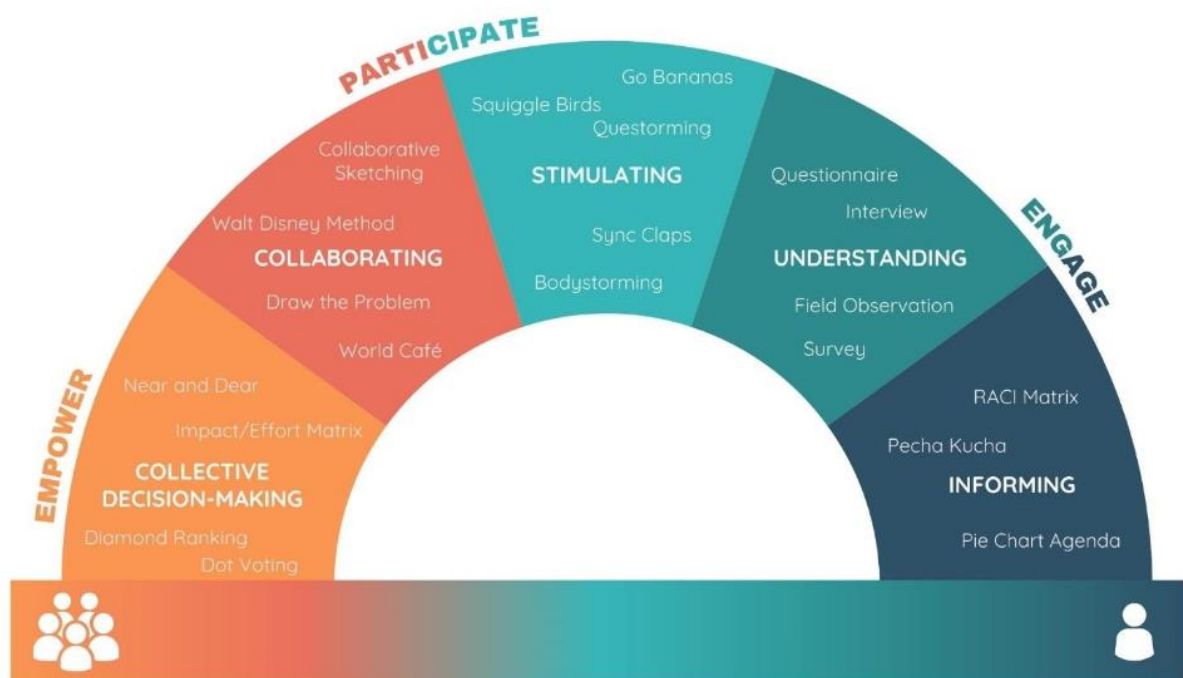 PARTICIPATE
Go Bananas
Squiggle Birds
Questorming
STIMULATING
Sync Claps
Bodystorming
Collaborative
Sketching
Walt Disney Method
COLLABORATING
Draw the Problem
World Café
Questionnaire
Interview
UNDERSTANDING
Field Observation
Survey
ENGAGE
EMPOWER
Near and Dear
Impact/Effort Matrix
COLLECTIVE
DECISION-MAKING
Diamond Ranking
Dot Voting
RACI Matrix
Pecha Kucha
INFORMING
Pie Chart Agenda